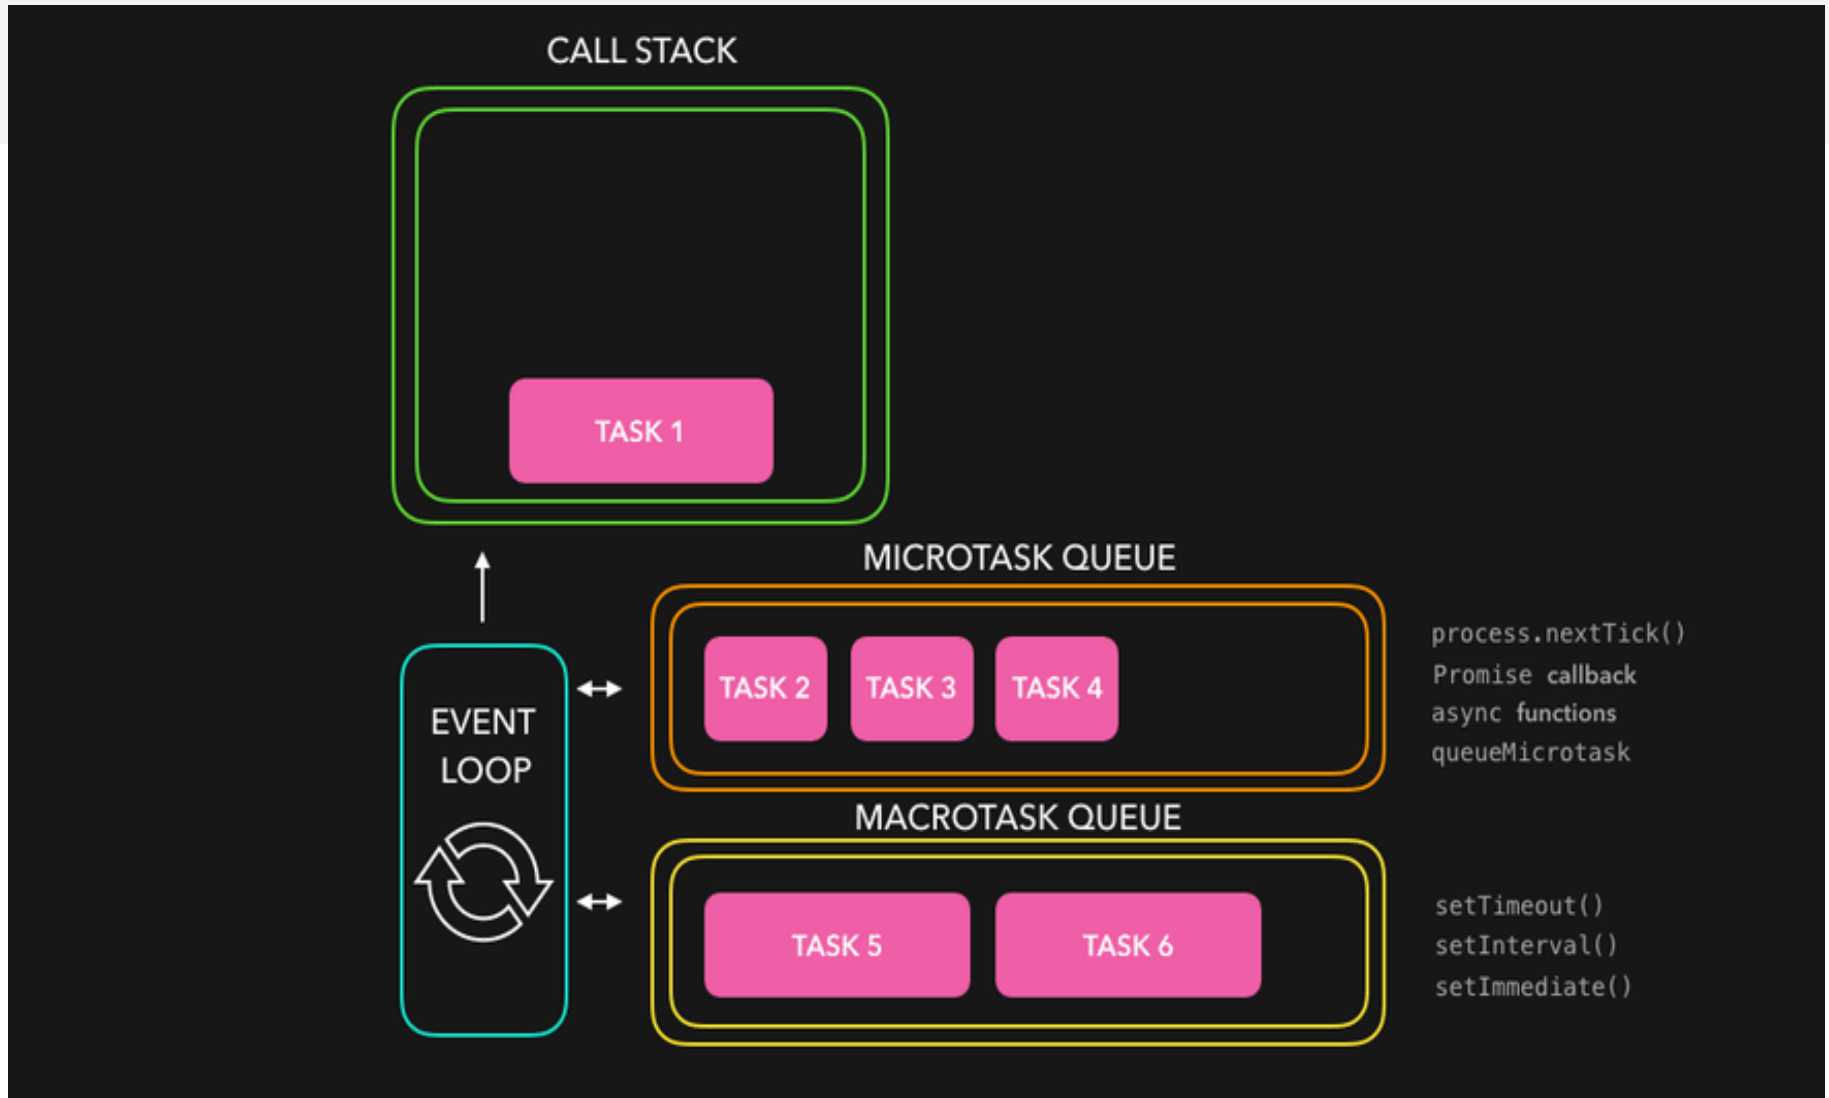 CALL STACK
TASK 1
MICROTASK QUEUE
TASK 2 TASK 3 TASK 4
process.nextTick()
Promise callback
async functions
queueMicrotask
EVENT
LOOP
MACROTASK QUEUE
TASK 5 TASK 6
setTimeout()
setInterval()
setImmediate()